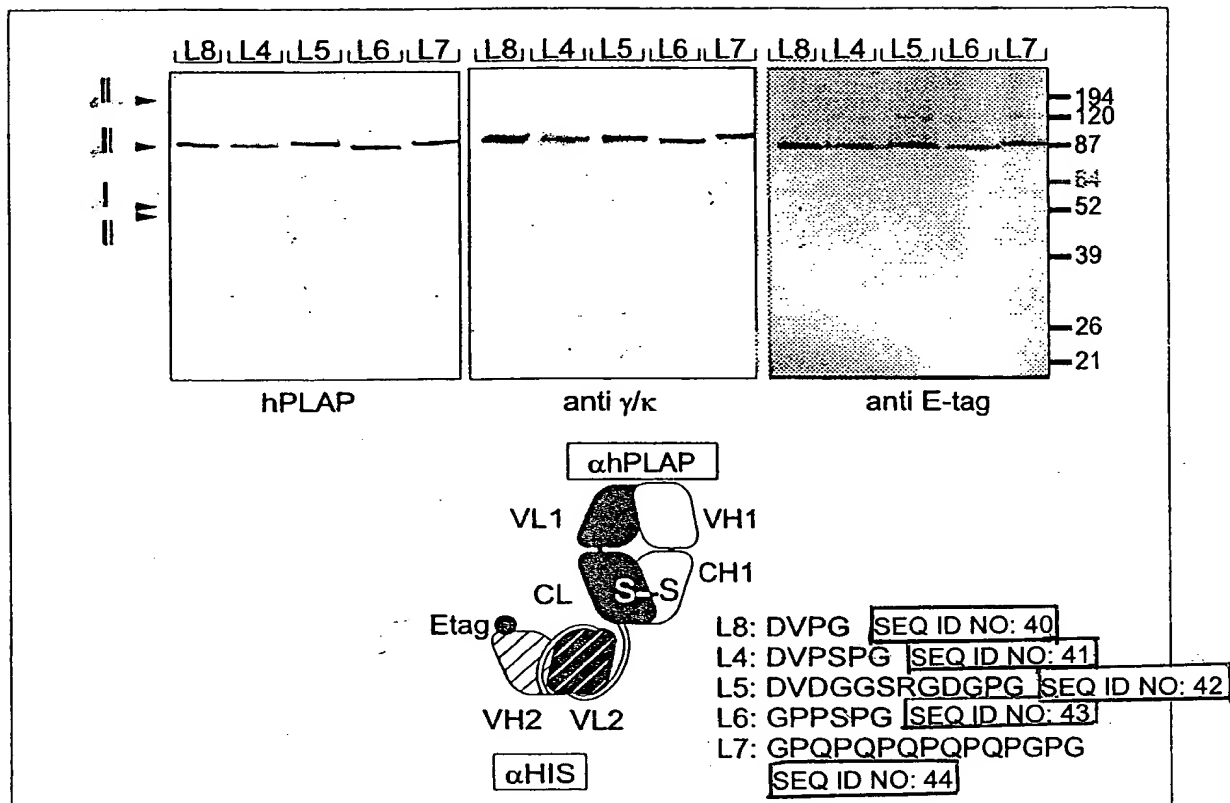 L8 L4 L5 L6 L7 L8 L4 L5 L6 L7 L8 L4 L5 L6 L7
194
120
87
64
52
39
26
21
hPLAP anti γ/κ anti E-tag
αhPLAP
VL1 VH1
CL S--S CH1
Etag
VH2 VL2
αHIS
L8: DVPG SEQ ID NO: 40
L4: DVPSPG SEQ ID NO: 41
L5: DVDGGSRGDGPG SEQ ID NO: 42
L6: GPPSPG SEQ ID NO: 43
L7: GPQPQPQPQPQPGPG
SEQ ID NO: 44